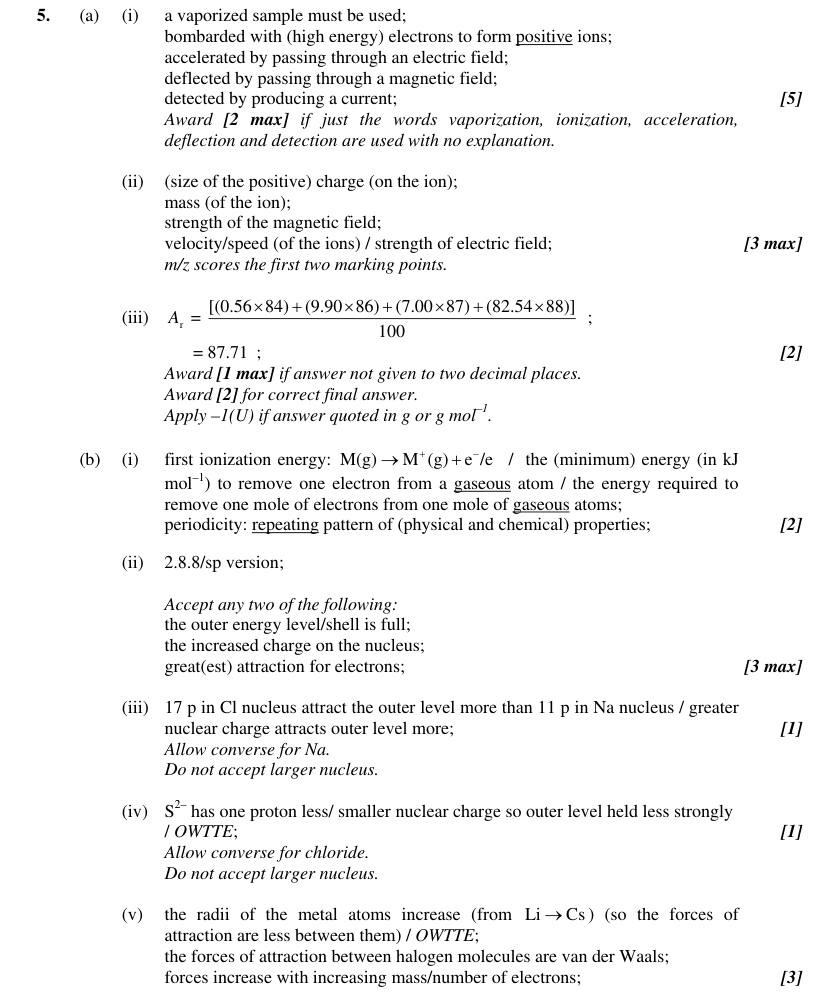 5. (a) (i) a vaporized sample must be used;
bombarded with (high energy) electrons to form positive ions;
accelerated by passing through an electric field;
deflected by passing through a magnetic field;
detected by producing a current; [5]
Award [2 max] if just the words vaporization, ionization, acceleration,
deflection and detection are used with no explanation.
(ii) (size of the positive) charge (on the ion);
mass (of the ion);
strength of the magnetic field;
velocity/speed (of the ions) / strength of electric field; [3 max]
m/z scores the first two marking points.
(iii) Aᵣ = [(0.56×84)+(9.90×86)+(7.00×87)+(82.54×88)] ;
100
= 87.71 ; [2]
Award [1 max] if answer not given to two decimal places.
Award [2] for correct final answer.
Apply –1(U) if answer quoted in g or g mol⁻¹.
(b) (i) first ionization energy: M(g) → M⁺(g) + e⁻/e / the (minimum) energy (in kJ
mol⁻¹) to remove one electron from a gaseous atom / the energy required to
remove one mole of electrons from one mole of gaseous atoms;
periodicity: repeating pattern of (physical and chemical) properties; [2]
(ii) 2.8.8/sp version;
Accept any two of the following:
the outer energy level/shell is full;
the increased charge on the nucleus;
great(est) attraction for electrons; [3 max]
(iii) 17 p in Cl nucleus attract the outer level more than 11 p in Na nucleus / greater
nuclear charge attracts outer level more; [1]
Allow converse for Na.
Do not accept larger nucleus.
(iv) S²⁻ has one proton less/ smaller nuclear charge so outer level held less strongly
/ OWTTE; [1]
Allow converse for chloride.
Do not accept larger nucleus.
(v) the radii of the metal atoms increase (from Li → Cs) (so the forces of
attraction are less between them) / OWTTE;
the forces of attraction between halogen molecules are van der Waals;
forces increase with increasing mass/number of electrons; [3]